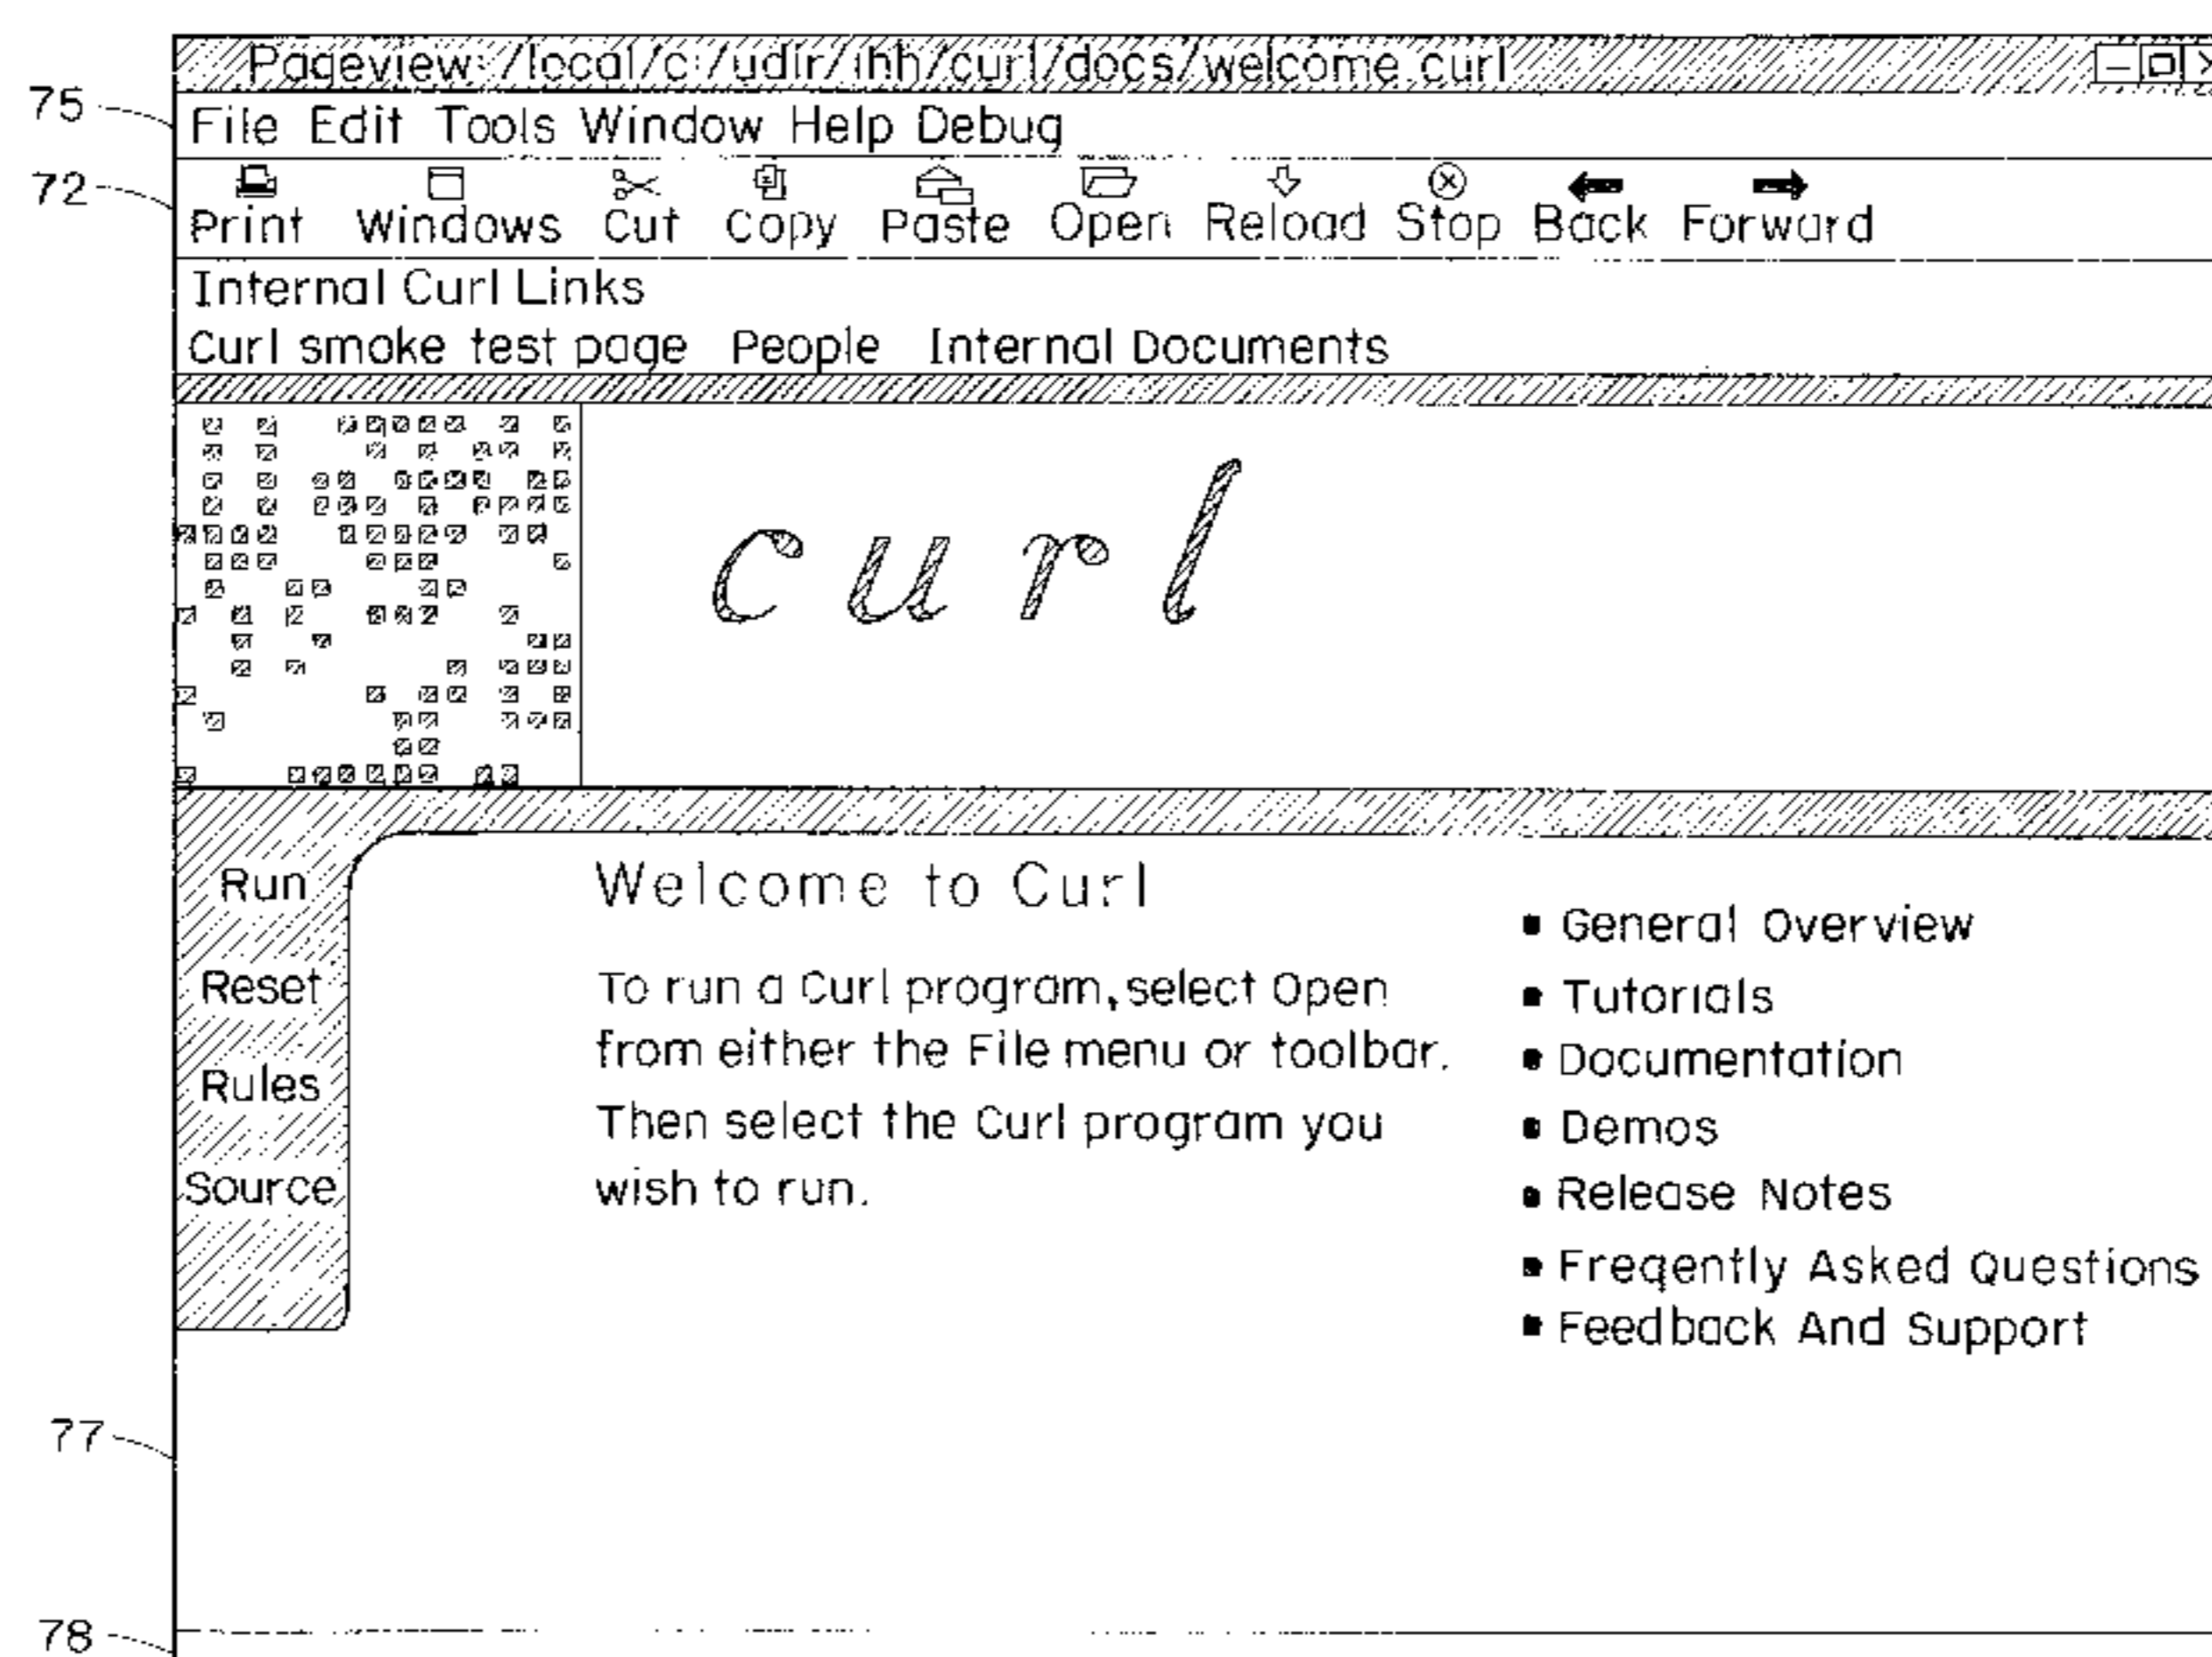 Pageview: /local/c:/udir/ihh/curl/docs/welcome.curl
75
File Edit Tools Window Help Debug
72
Print Windows Cut Copy Paste Open Reload Stop Back Forward
Internal Curl Links
Curl smoke test page People Internal Documents
curl
Run
Reset
Rules
Source
Welcome to Curl
To run a Curl program, select Open
from either the File menu or toolbar.
Then select the Curl program you
wish to run.
▪ General Overview
▪ Tutorials
▪ Documentation
▪ Demos
▪ Release Notes
▪ Freqently Asked Questions
▪ Feedback And Support
77
78